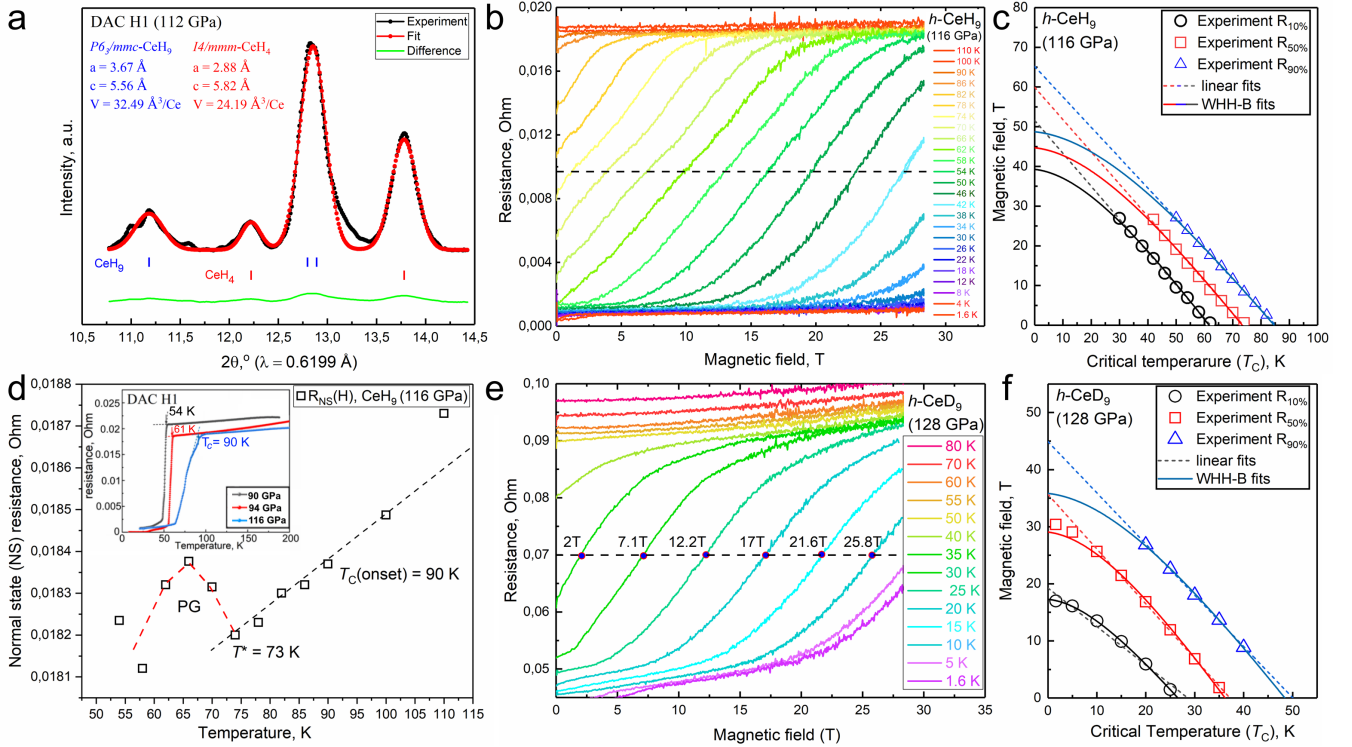 a
DAC H1 (112 GPa)
P6₃/mmc-CeH₉
a = 3.67 Å
c = 5.56 Å
V = 32.49 Å³/Ce
I4/mmm-CeH₄
a = 2.88 Å
c = 5.82 Å
V = 24.19 Å³/Ce
Experiment
Fit
Difference
Intensity, a.u.
CeH₉
CeH₄
10,5 11,0 11,5 12,0 12,5 13,0 13,5 14,0 14,5
2θ,° (λ = 0.6199 Å)
b
h-CeH₉
(116 GPa)
110 K
100 K
90 K
86 K
82 K
78 K
74 K
70 K
66 K
62 K
58 K
54 K
50 K
46 K
42 K
38 K
34 K
30 K
26 K
22 K
18 K
12 K
8 K
4 K
1.6 K
Resistance, Ohm
0,020
0,016
0,012
0,008
0,004
0,000
0 5 10 15 20 25 30
Magnetic field, T
c
h-CeH₉
(116 GPa)
Experiment R10%
Experiment R50%
Experiment R90%
linear fits
WHH-B fits
Magnetic field, T
80
70
60
50
40
30
20
10
0
0 10 20 30 40 50 60 70 80 90 100
Critical temperarure (TC), K
d
RNS(H), CeH₉ (116 GPa)
DAC H1
54 K
61 K
Tc= 90 K
90 GPa
94 GPa
116 GPa
resistance, Ohm
0.025
0.02
0.015
0.01
0.005
0
0 50 100 150 200
Temperature, K
TC(onset) = 90 K
PG
T* = 73 K
Normal state (NS) resistance, Ohm
0,0188
0,0187
0,0186
0,0185
0,0184
0,0183
0,0182
0,0181
50 55 60 65 70 75 80 85 90 95 100 105 110 115
Temperature, K
e
h-CeD₉
(128 GPa)
80 K
70 K
60 K
55 K
50 K
40 K
35 K
30 K
25 K
20 K
15 K
10 K
5 K
1.6 K
2T 7.1T 12.2T 17T 21.6T 25.8T
Resistance, Ohm
0,10
0,09
0,08
0,07
0,06
0,05
0 5 10 15 20 25 30 35
Magnetic field (T)
f
h-CeD₉
(128 GPa)
Experiment R10%
Experiment R50%
Experiment R90%
linear fits
WHH-B fits
Magnetic field, T
50
40
30
20
10
0
0 10 20 30 40 50
Critical Temperature (TC), K